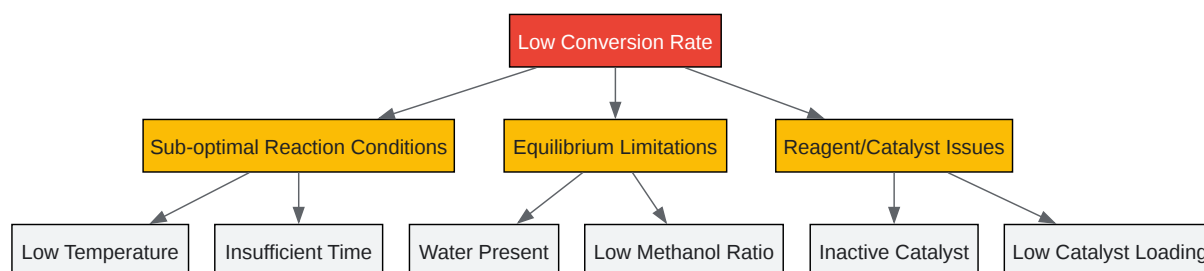 Low Conversion Rate
Sub-optimal Reaction Conditions
Equilibrium Limitations
Reagent/Catalyst Issues
Low Temperature
Insufficient Time
Water Present
Low Methanol Ratio
Inactive Catalyst
Low Catalyst Loading